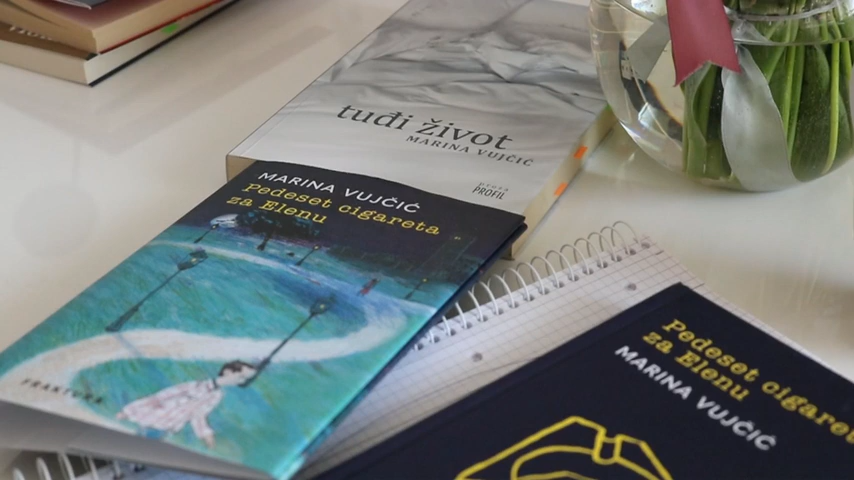 tuđi život
MARINA VUJČIĆ
PROFIL
MARINA VUJČIĆ
Pedeset cigareta
za Elenu
FRAKTURA
Pedeset cigareta
za Elenu
MARINA VUJČIĆ